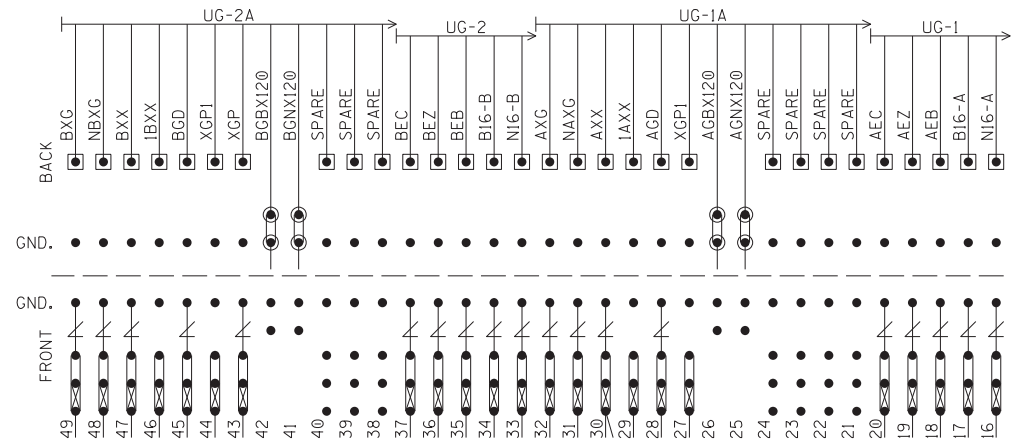 UG-2A
UG-2
UG-1A
UG-1
BXG
NBXG
BXX
1BXX
BGD
XGP1
XGP
BGBX120
BGNX120
SPARE
SPARE
SPARE
BEC
BEZ
BEB
B16-B
N16-B
AXG
NAXG
AXX
1AXX
AGD
XGP1
AGBX120
AGNX120
SPARE
SPARE
SPARE
SPARE
AEC
AEZ
AEB
B16-A
N16-A
BACK
GND.
GND.
FRONT
49
48
47
46
45
44
43
42
41
40
39
38
37
36
35
34
33
32
31
30
29
28
27
26
25
24
23
22
21
20
19
18
17
16